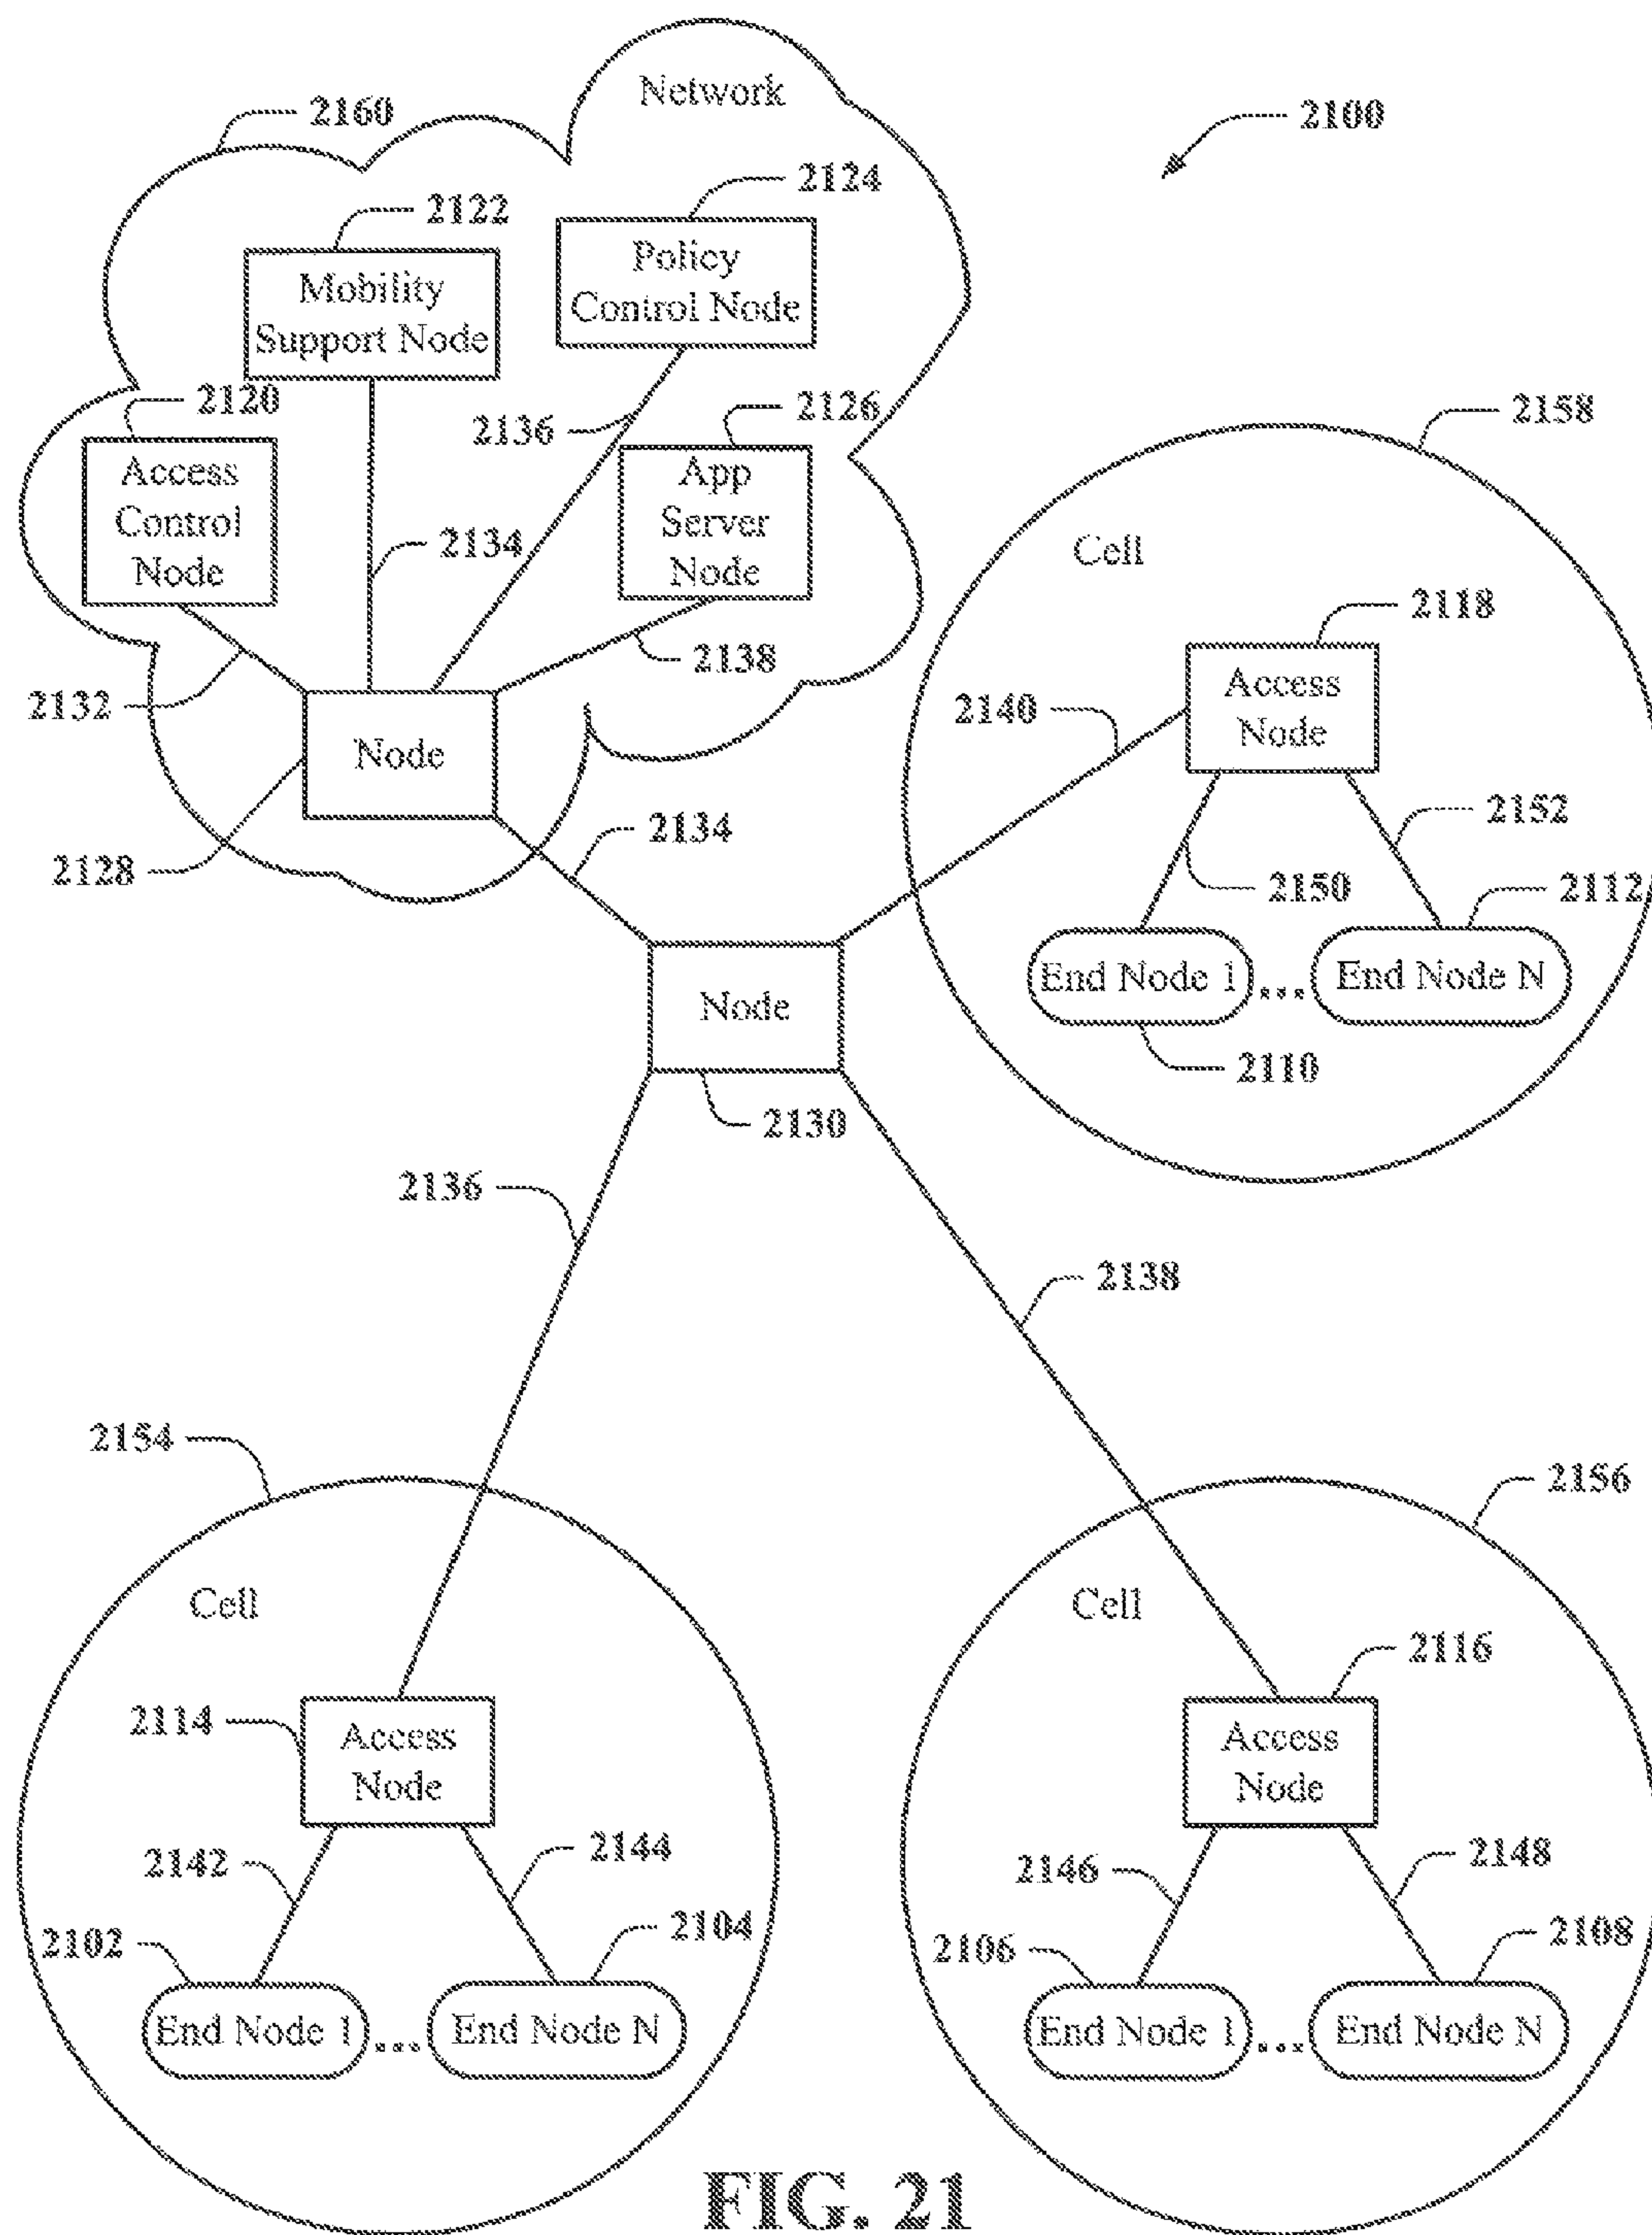 Network
2160
2100
2124
2122
Policy
Control Node
Mobility
Support Node
2120
2136
2126
2158
Access
Control
Node
App
Server
Node
2134
Cell
2118
2138
2132
2140
Access
Node
Node
2134
2152
2128
2150
2112
End Node 1 ... End Node N
Node
2110
2130
2136
2138
2154
2156
Cell
Cell
2116
2114
Access
Node
Access
Node
2142
2144
2146
2148
2102
2104
2106
2108
End Node 1 ... End Node N
End Node 1 ... End Node N
FIG. 21